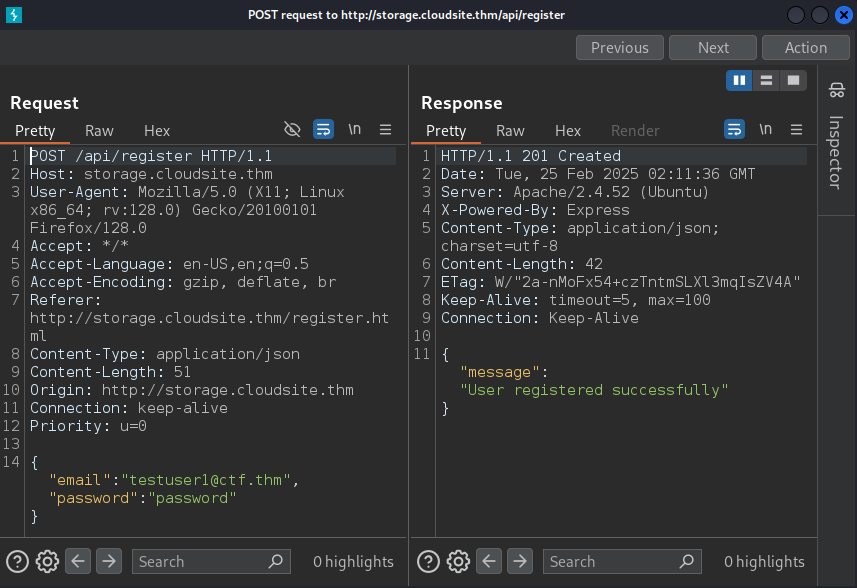 POST request to http://storage.cloudsite.thm/api/register
Previous Next Action
Request
Pretty Raw Hex \n
1 POST /api/register HTTP/1.1
2 Host: storage.cloudsite.thm
3 User-Agent: Mozilla/5.0 (X11; Linux
x86_64; rv:128.0) Gecko/20100101
Firefox/128.0
4 Accept: */*
5 Accept-Language: en-US,en;q=0.5
6 Accept-Encoding: gzip, deflate, br
7 Referer:
http://storage.cloudsite.thm/register.ht
ml
8 Content-Type: application/json
9 Content-Length: 51
10 Origin: http://storage.cloudsite.thm
11 Connection: keep-alive
12 Priority: u=0
13
14 {
"email":"testuser1@ctf.thm",
"password":"password"
}
Search 0 highlights
Response
Pretty Raw Hex Render \n
1 HTTP/1.1 201 Created
2 Date: Tue, 25 Feb 2025 02:11:36 GMT
3 Server: Apache/2.4.52 (Ubuntu)
4 X-Powered-By: Express
5 Content-Type: application/json;
charset=utf-8
6 Content-Length: 42
7 ETag: W/"2a-nMoFx54+czTntmSLXl3mqIsZV4A"
8 Keep-Alive: timeout=5, max=100
9 Connection: Keep-Alive
10
11 {
"message":
"User registered successfully"
}
Search 0 highlights
Inspector